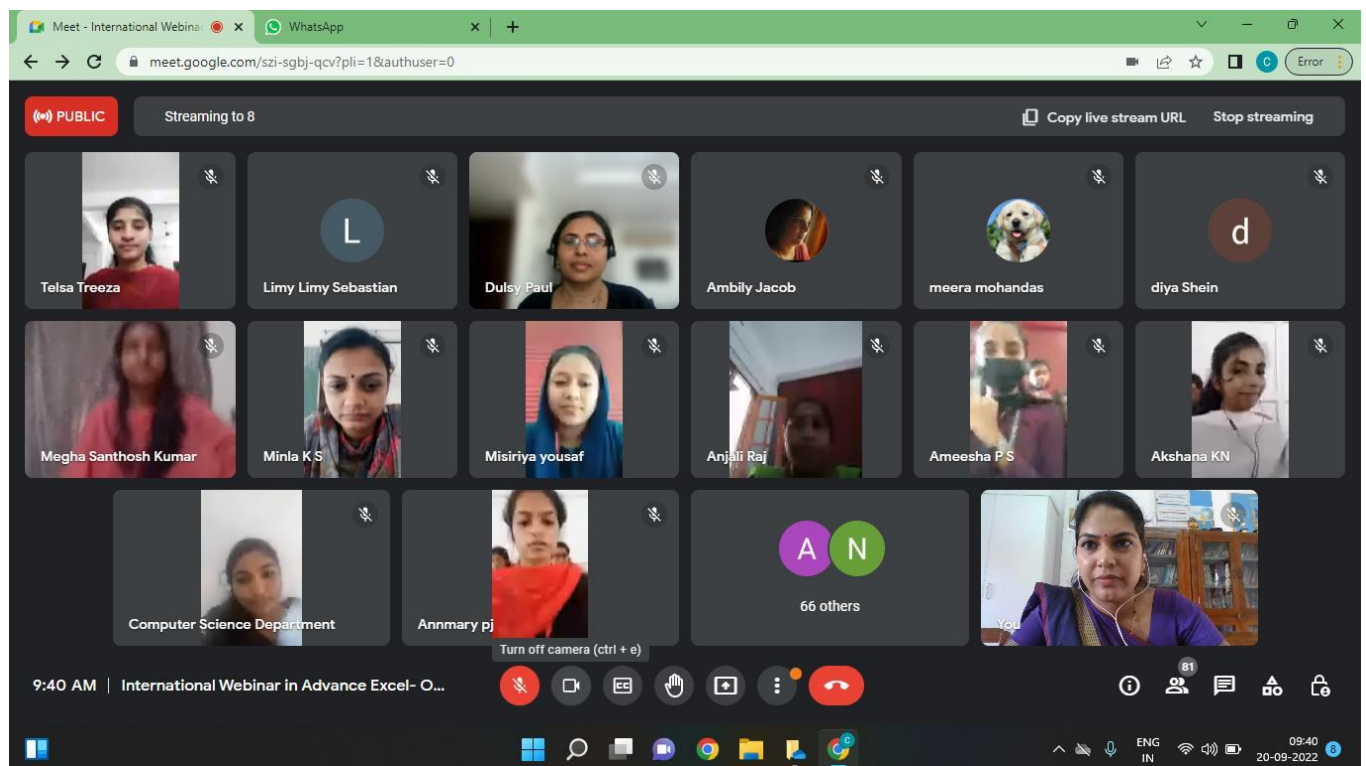 Meet - International Webina
WhatsApp
meet.google.com/szi-sgbj-qcv?pli=1&authuser=0
C
Error
PUBLIC
Streaming to 8
Copy live stream URL
Stop streaming
Telsa Treeza
L
Limy Limy Sebastian
Dulsy Paul
Ambily Jacob
meera mohandas
d
diya Shein
Megha Santhosh Kumar
Minla K S
Misiriya yousaf
Anjali Raj
Ameesha P S
Akshana KN
Computer Science Department
Annmary pj
A N
66 others
You
Turn off camera (ctrl + e)
9:40 AM | International Webinar in Advance Excel- O...
CC
81
C
ENG
IN
09:40
20-09-2022
8